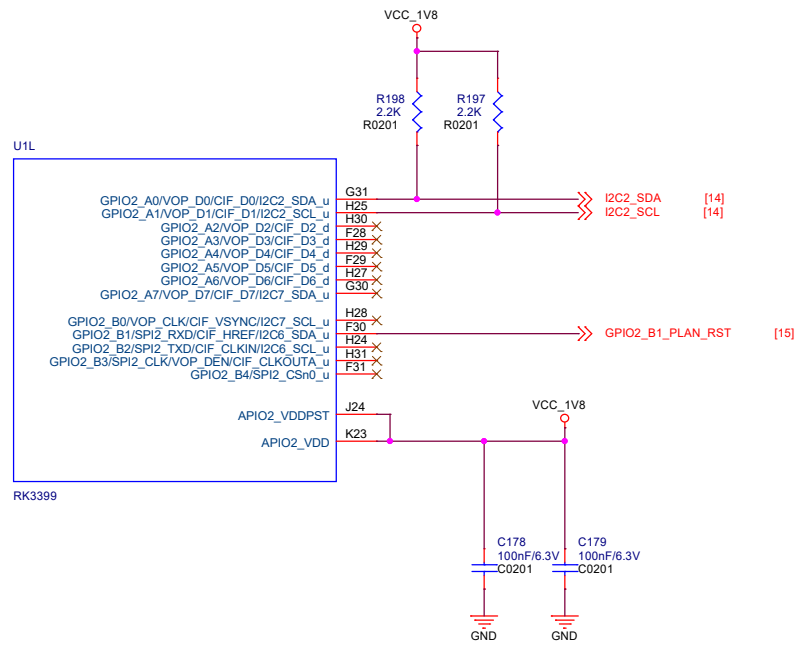 VCC_1V8
R198
2.2K
R0201
R197
2.2K
R0201
U1L
GPIO2_A0/VOP_D0/CIF_D0/I2C2_SDA_u G31 I2C2_SDA [14]
GPIO2_A1/VOP_D1/CIF_D1/I2C2_SCL_u H25 I2C2_SCL [14]
GPIO2_A2/VOP_D2/CIF_D2_d H30
GPIO2_A3/VOP_D3/CIF_D3_d F28
GPIO2_A4/VOP_D4/CIF_D4_d H29
GPIO2_A5/VOP_D5/CIF_D5_d F29
GPIO2_A6/VOP_D6/CIF_D6_d H27
GPIO2_A7/VOP_D7/CIF_D7/I2C7_SDA_u G30
GPIO2_B0/VOP_CLK/CIF_VSYNC/I2C7_SCL_u H28
GPIO2_B1/SPI2_RXD/CIF_HREF/I2C6_SDA_u F30 GPIO2_B1_PLAN_RST [15]
GPIO2_B2/SPI2_TXD/CIF_CLKIN/I2C6_SCL_u H24
GPIO2_B3/SPI2_CLK/VOP_DEN/CIF_CLKOUTA_u H31
GPIO2_B4/SPI2_CSn0_u F31
APIO2_VDDPST J24
VCC_1V8
APIO2_VDD K23
RK3399
C178
100nF/6.3V
C0201
C179
100nF/6.3V
C0201
GND
GND